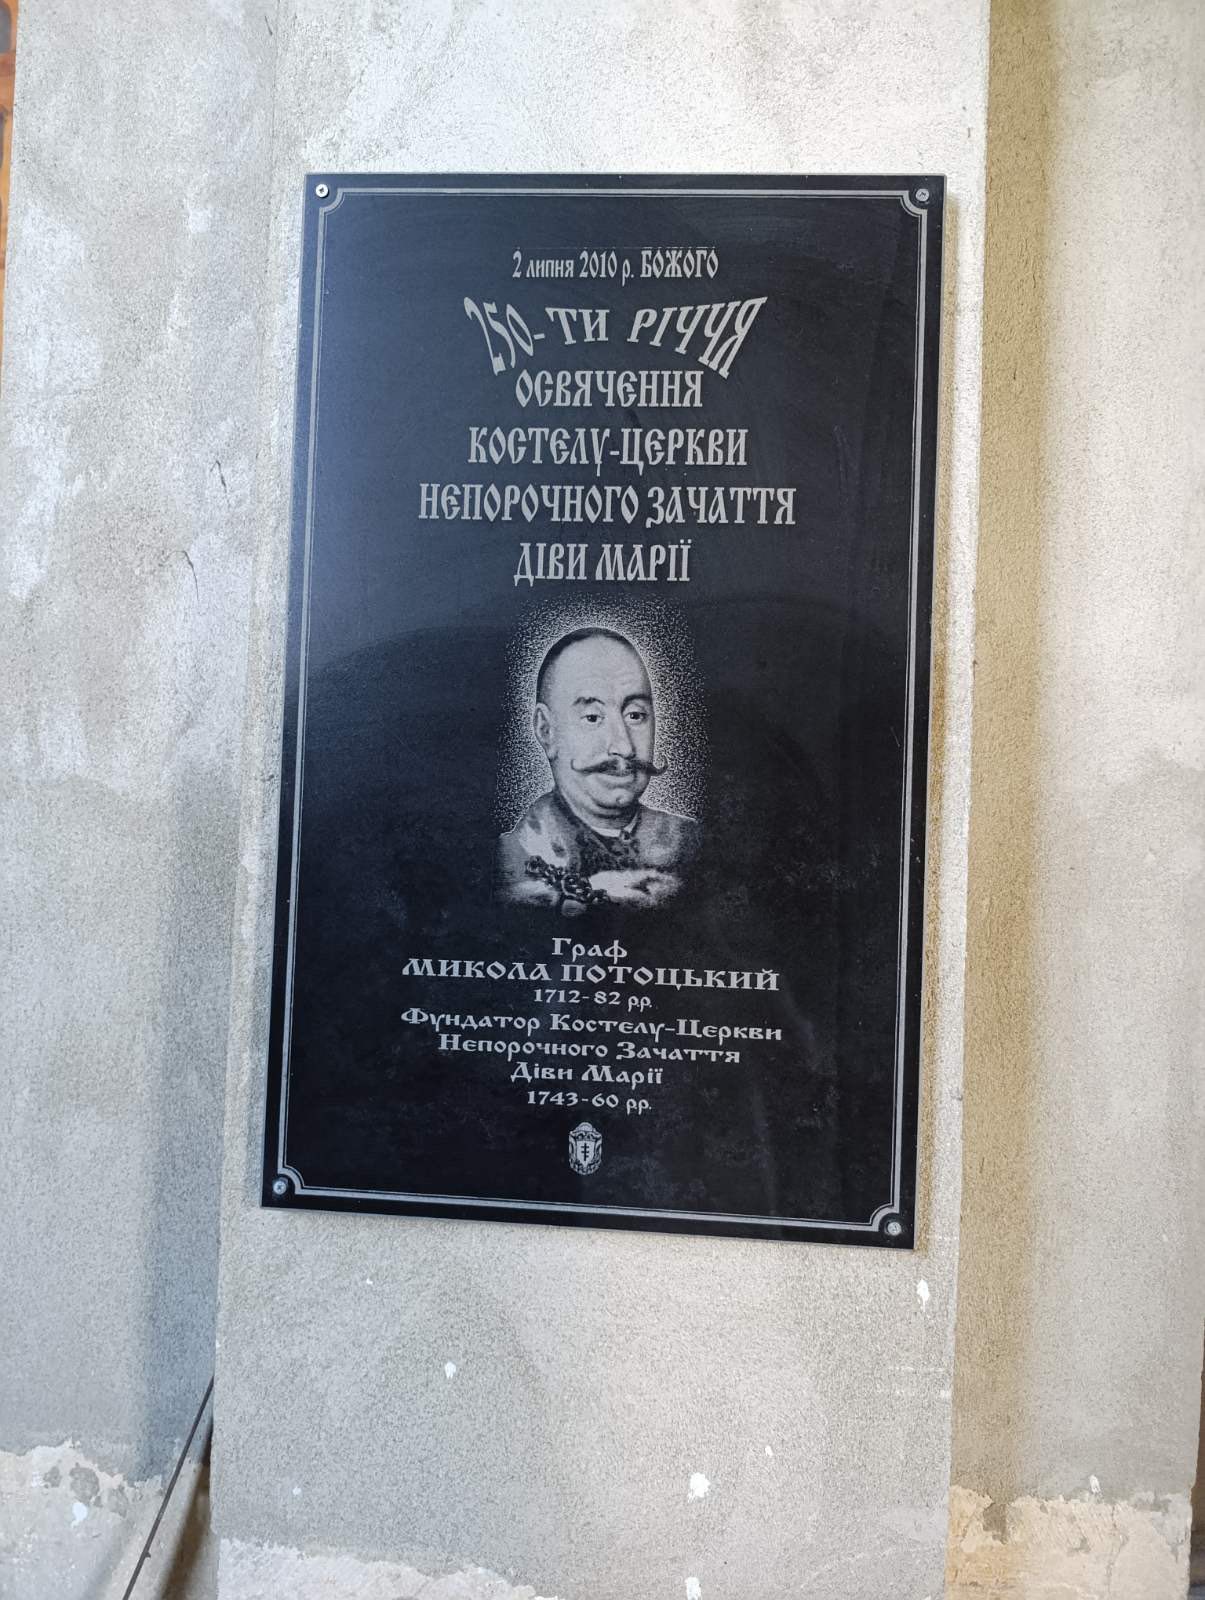 2 липня 2010 р. БОЖОГО
250-ТИ РІЧЧЯ
ОСВЯЧЕННЯ
КОСТЕЛУ-ЦЕРКВИ
НЕПОРОЧНОГО ЗАЧАТТЯ
ДІВИ МАРІЇ
Граф
МИКОЛА ПОТОЦЬКИЙ
1712-82 рр.
Фундатор Костелу-Церкви
Непорочного Зачаття
Діви Марії
1743-60 рр.